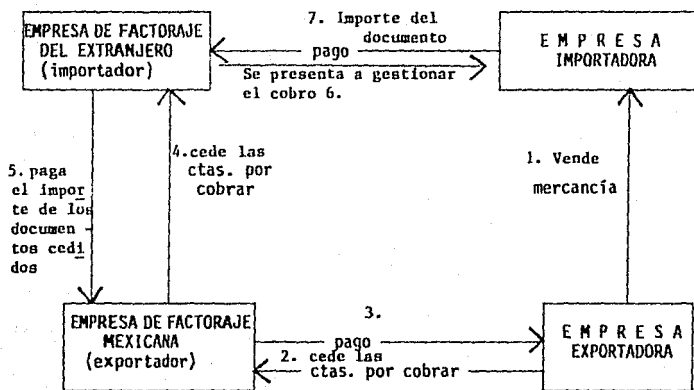 EMPRESA DE FACTORAJE
DEL EXTRANJERO
(importador)
7. Importe del
documento
pago
Se presenta a gestionar
el cobro 6.
E M P R E S A
IMPORTADORA
5. paga
el impor
te de los
documen -
tos cedi
dos
4.cede las
ctas. por
cobrar
1. Vende
mercancía
EMPRESA DE FACTORAJE
MEXICANA
(exportador)
3.
pago
2. cede las
ctas. por cobrar
E M P R E S A
EXPORTADORA